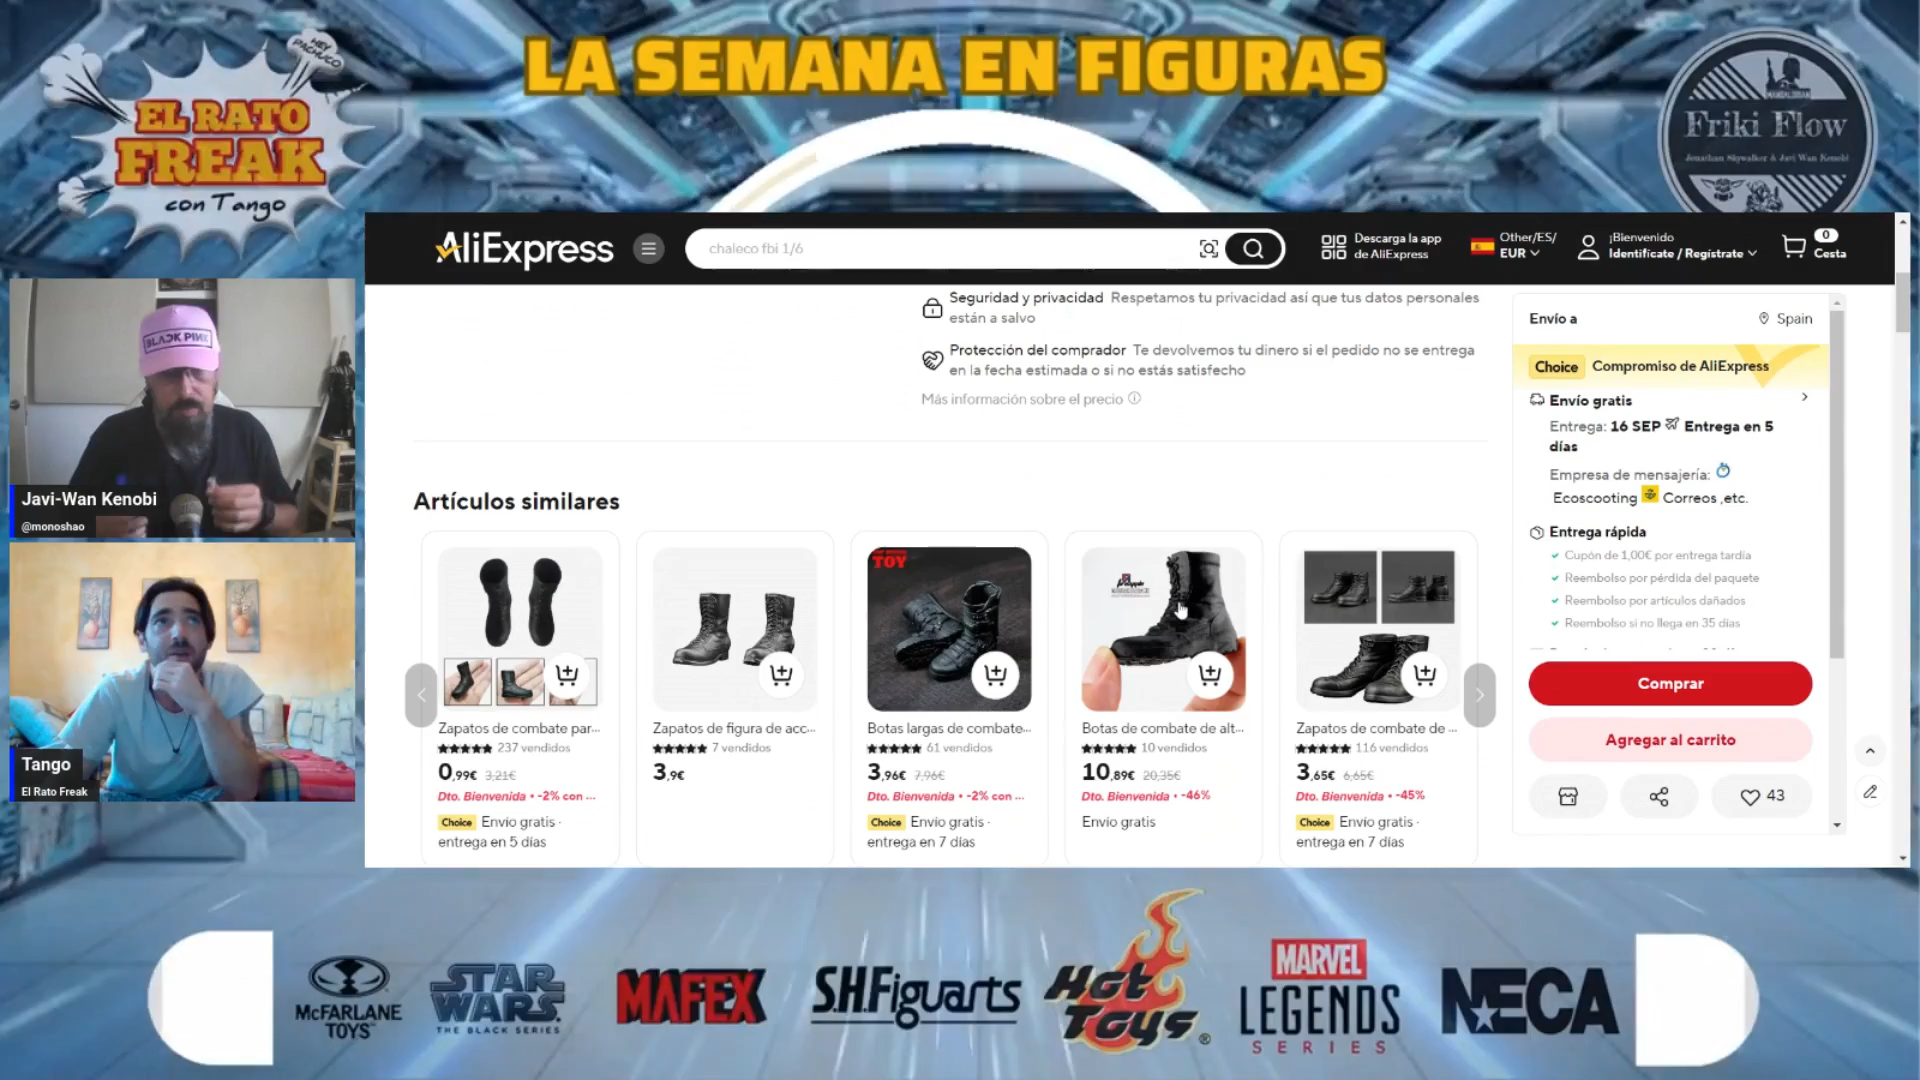 LA SEMANA EN FIGURAS
HEY PACHUCO
EL RATO
FREAK
con Tango
MANDALORIAN
Friki Flow
Jonathan Skywalker & Javi Wan Kenobi
AliExpress
chaleco fbi 1/6
Descarga la app
de AliExpress
Other/ES/
EUR
¡Bienvenido
Identifícate / Regístrate
0
Cesta
Seguridad y privacidad Respetamos tu privacidad así que tus datos personales
están a salvo
Protección del comprador Te devolvemos tu dinero si el pedido no se entrega
en la fecha estimada o si no estás satisfecho
Más información sobre el precio
Envío a Spain
Choice Compromiso de AliExpress
Envío gratis
Entrega: 16 SEP Entrega en 5
días
Empresa de mensajería:
Ecoscooting Correos ,etc.
Entrega rápida
Cupón de 1,00€ por entrega tardía
Reembolso por pérdida del paquete
Reembolso por artículos dañados
Reembolso si no llega en 35 días
Comprar
Agregar al carrito
43
BLACK PINK
Javi-Wan Kenobi
@monoshao
Tango
El Rato Freak
Artículos similares
TOY
Zapatos de combate par...
237 vendidos
0,99€ 3,21€
Dto. Bienvenida • -2% con ...
Choice Envío gratis ·
entrega en 5 días
Zapatos de figura de acc...
7 vendidos
3,9€
Botas largas de combate...
61 vendidos
3,96€ 7,96€
Dto. Bienvenida • -2% con ...
Choice Envío gratis ·
entrega en 7 días
Botas de combate de alt...
10 vendidos
10,89€ 20,35€
Dto. Bienvenida • -46%
Envío gratis
Zapatos de combate de ...
116 vendidos
3,65€ 6,65€
Dto. Bienvenida • -45%
Choice Envío gratis ·
entrega en 7 días
McFARLANE
TOYS™
STAR
WARS
THE BLACK SERIES
MAFEX
S.H.Figuarts
Hot
Toys®
MARVEL
LEGENDS
SERIES
NECA